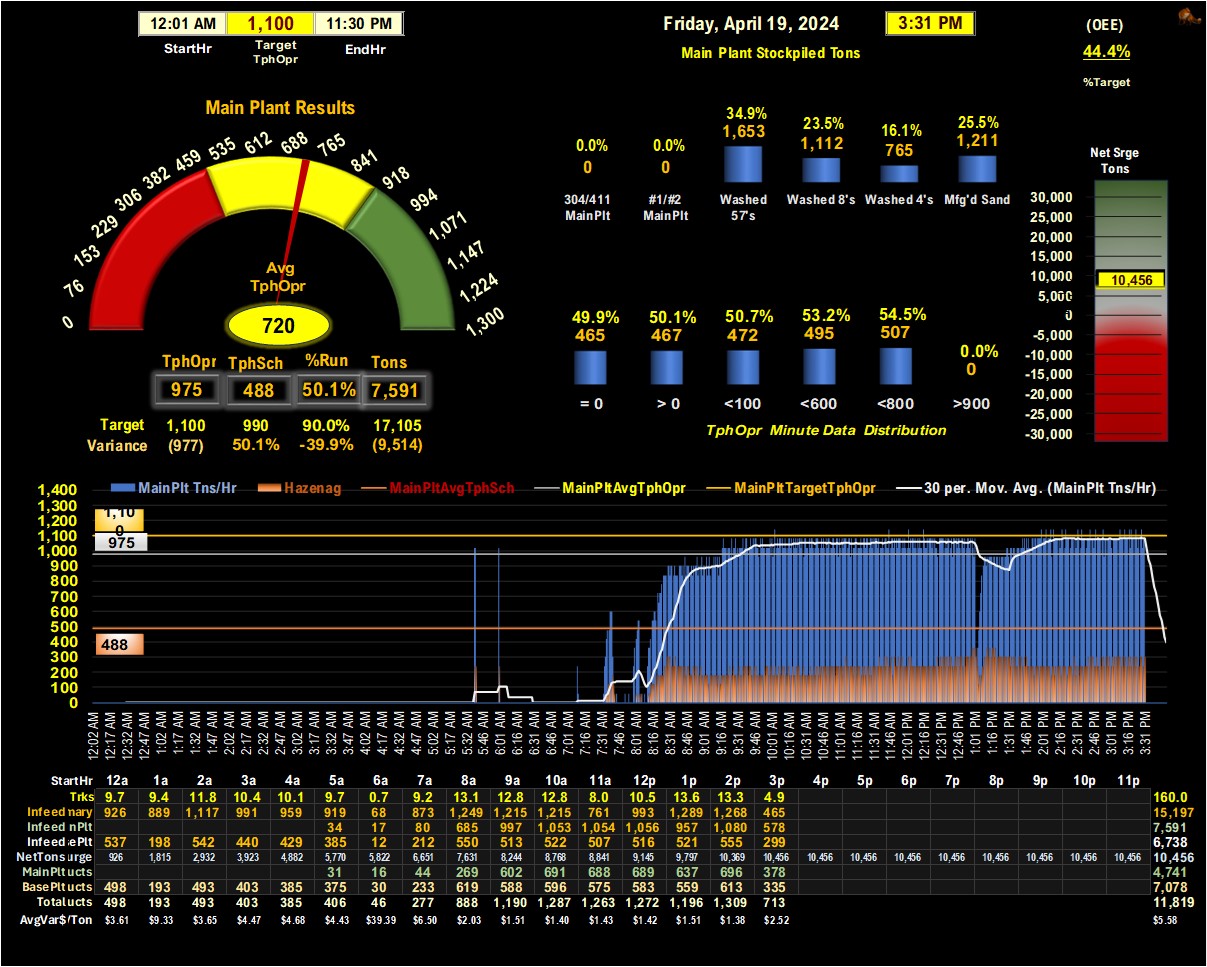 12:01 AM 1,100 11:30 PM
StartHr Target TphOpr EndHr
Friday, April 19, 2024 3:31 PM
Main Plant Stockpiled Tons
(OEE)
44.4%
%Target
Main Plant Results
0 76 153 229 306 382 459 535 612 688 765 841 918 994 1,071 1,147 1,224 1,300
Avg
TphOpr
720
TphOpr TphSch %Run Tons
975 488 50.1% 7,591
Target 1,100 990 90.0% 17,105
Variance (977) 50.1% -39.9% (9,514)
0.0% 0.0% 34.9% 23.5% 16.1% 25.5%
0 0 1,653 1,112 765 1,211
304/411 MainPlt #1/#2 MainPlt Washed 57's Washed 8's Washed 4's Mfg'd Sand
49.9% 50.1% 50.7% 53.2% 54.5% 0.0%
465 467 472 495 507 0
= 0 > 0 <100 <600 <800 >900
TphOpr Minute Data Distribution
Net Srge
Tons
30,000
25,000
20,000
15,000
10,000
10,456
5,000
0
-5,000
-10,000
-15,000
-20,000
-25,000
-30,000
MainPlt Tns/Hr Hazenag MainPltAvgTphSch MainPltAvgTphOpr MainPltTargetTphOpr 30 per. Mov. Avg. (MainPlt Tns/Hr)
1,400
1,300
1,200
1,100
1,000
900
800
700
600
500
400
300
200
100
0
1,100
975
488
12:02 AM 12:17 AM 12:32 AM 12:47 AM 1:02 AM 1:17 AM 1:32 AM 1:47 AM 2:02 AM 2:17 AM 2:32 AM 2:47 AM 3:02 AM 3:17 AM 3:32 AM 3:47 AM 4:02 AM 4:17 AM 4:32 AM 4:47 AM 5:02 AM 5:17 AM 5:32 AM 5:46 AM 6:01 AM 6:16 AM 6:31 AM 6:46 AM 7:01 AM 7:16 AM 7:31 AM 7:46 AM 8:01 AM 8:16 AM 8:31 AM 8:46 AM 9:01 AM 9:16 AM 9:31 AM 9:46 AM 10:01 AM 10:16 AM 10:31 AM 10:46 AM 11:01 AM 11:16 AM 11:31 AM 11:46 AM 12:01 PM 12:16 PM 12:31 PM 12:46 PM 1:01 PM 1:16 PM 1:31 PM 1:46 PM 2:01 PM 2:16 PM 2:31 PM 2:46 PM 3:01 PM 3:16 PM 3:31 PM
StartHr 12a 1a 2a 3a 4a 5a 6a 7a 8a 9a 10a 11a 12p 1p 2p 3p 4p 5p 6p 7p 8p 9p 10p 11p
Trks 9.7 9.4 11.8 10.4 10.1 9.7 0.7 9.2 13.1 12.8 12.8 8.0 10.5 13.6 13.3 4.9 160.0
Infeed mary 926 889 1,117 991 959 919 68 873 1,249 1,215 1,215 761 993 1,289 1,268 465 15,197
Infeed nPlt 34 17 80 685 997 1,053 1,054 1,056 957 1,080 578 7,591
Infeed ePlt 537 198 542 440 429 385 12 212 550 513 522 507 516 521 555 299 6,738
NetTons urge 926 1,815 2,932 3,923 4,882 5,770 5,822 6,651 7,631 8,244 8,768 8,841 9,145 9,797 10,369 10,456 10,456 10,456 10,456 10,456 10,456 10,456 10,456 10,456 10,456
MainPlt ucts 31 16 44 269 602 691 688 689 637 696 378 4,741
BasePlt ucts 498 193 493 403 385 375 30 233 619 588 596 575 583 559 613 335 7,078
Total ucts 498 193 493 403 385 406 46 277 888 1,190 1,287 1,263 1,272 1,196 1,309 713 11,819
AvgVar$/Ton $3.61 $9.33 $3.65 $4.47 $4.68 $4.43 $39.39 $6.50 $2.03 $1.51 $1.40 $1.43 $1.42 $1.51 $1.38 $2.52 $5.58